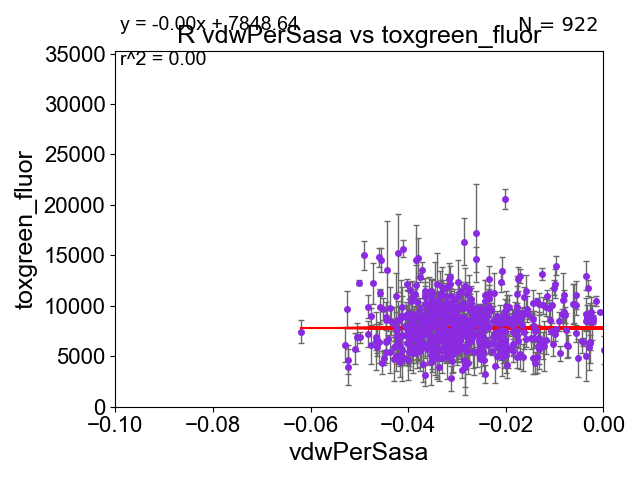 y = -0.00x + 7848.64
N = 922
R vdwPerSasa vs toxgreen_fluor
r^2 = 0.00
35000
30000
25000
20000
15000
10000
5000
0
toxgreen_fluor
−0.10
−0.08
−0.06
−0.04
−0.02
0.00
vdwPerSasa